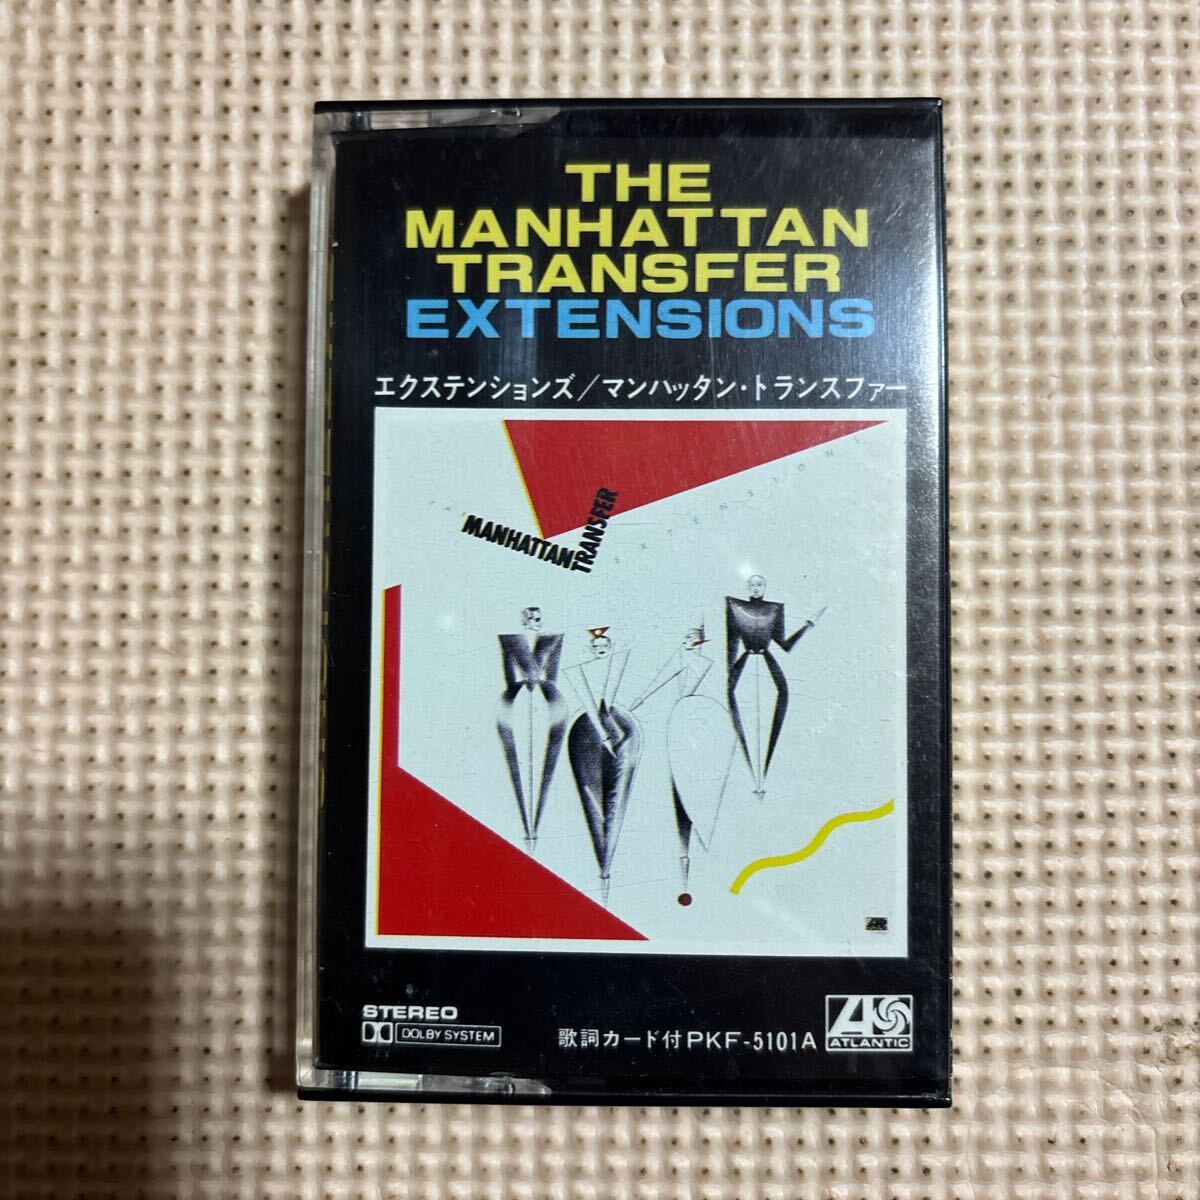 THE
MANHATTAN
TRANSFER
EXTENSIONS
エクステンションズ/マンハッタン・トランスファー
EXTENSIONS
MANHATTAN TRANSFER
STEREO
DOLBY SYSTEM
歌詞カード付PKF-5101A
ATLANTIC